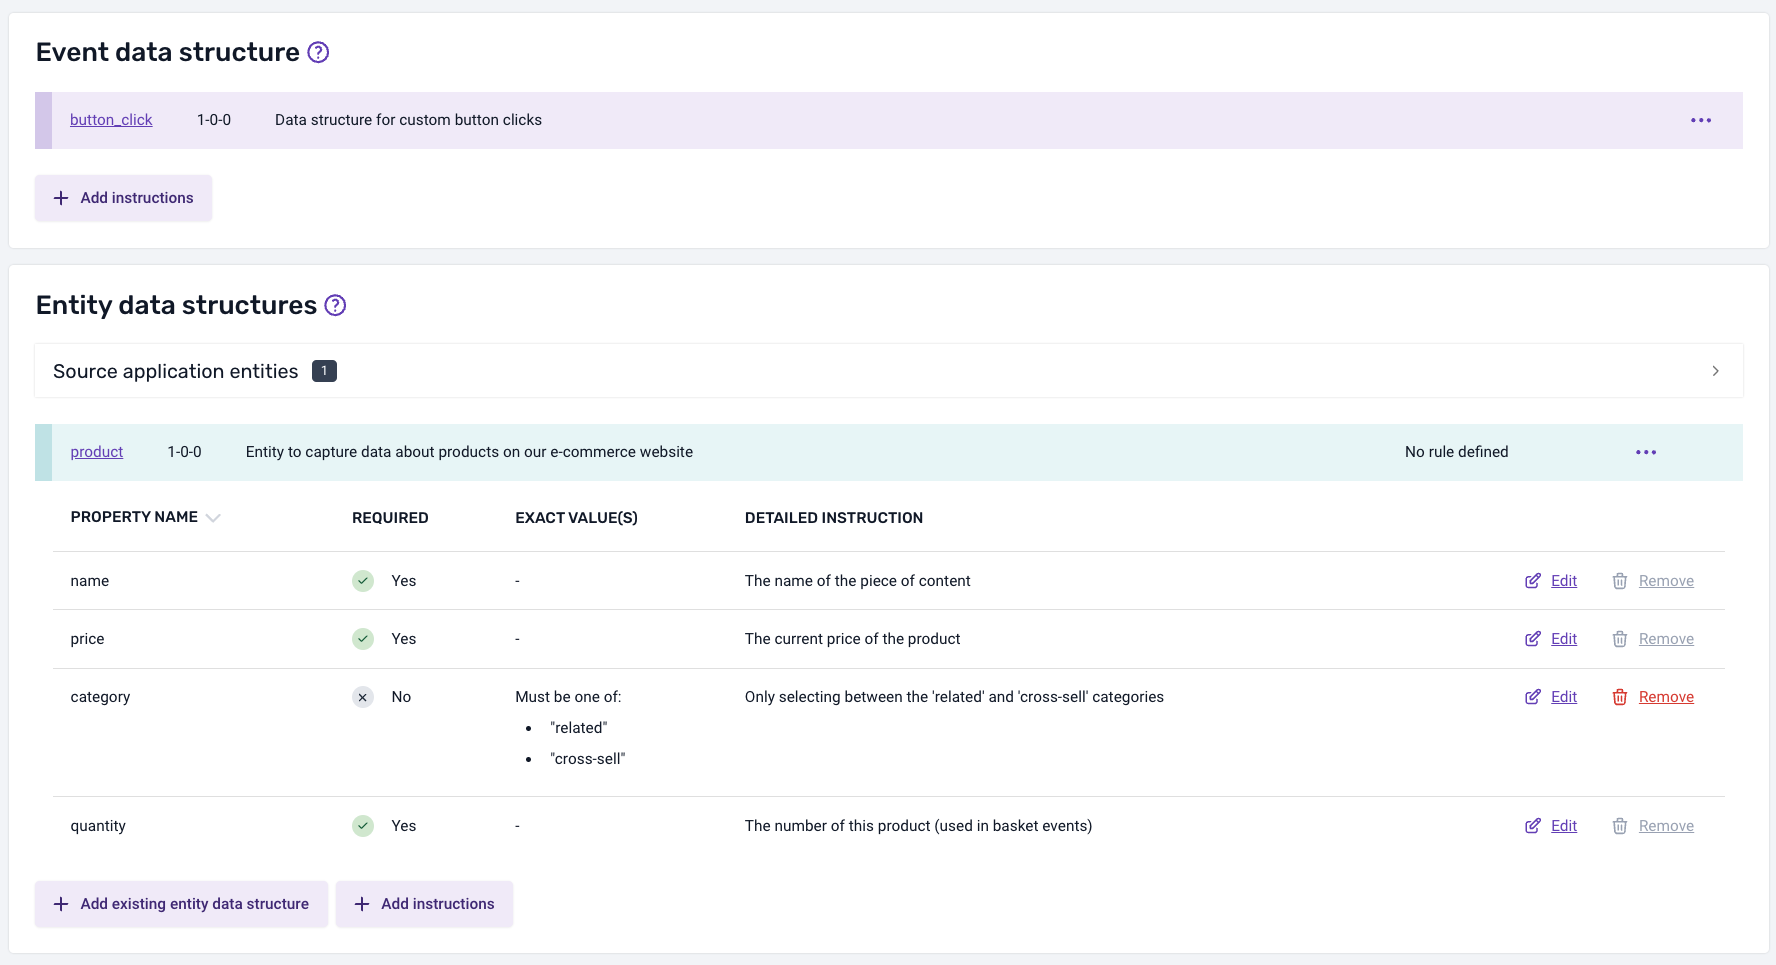 Event data structure
button_click 1-0-0 Data structure for custom button clicks
Add instructions
Entity data structures
Source application entities 1
product 1-0-0 Entity to capture data about products on our e-commerce website No rule defined
PROPERTY NAME REQUIRED EXACT VALUE(S) DETAILED INSTRUCTION
name Yes - The name of the piece of content Edit Remove
price Yes - The current price of the product Edit Remove
category No Must be one of: Only selecting between the 'related' and 'cross-sell' categories Edit Remove
• "related"
• "cross-sell"
quantity Yes - The number of this product (used in basket events) Edit Remove
Add existing entity data structure Add instructions